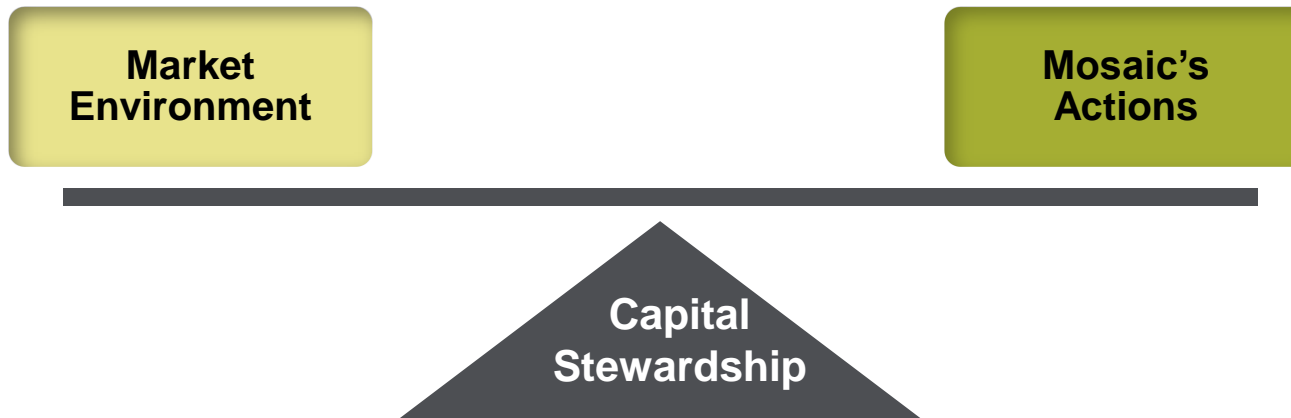 Market
Environment
Mosaic’s
Actions
Capital
Stewardship